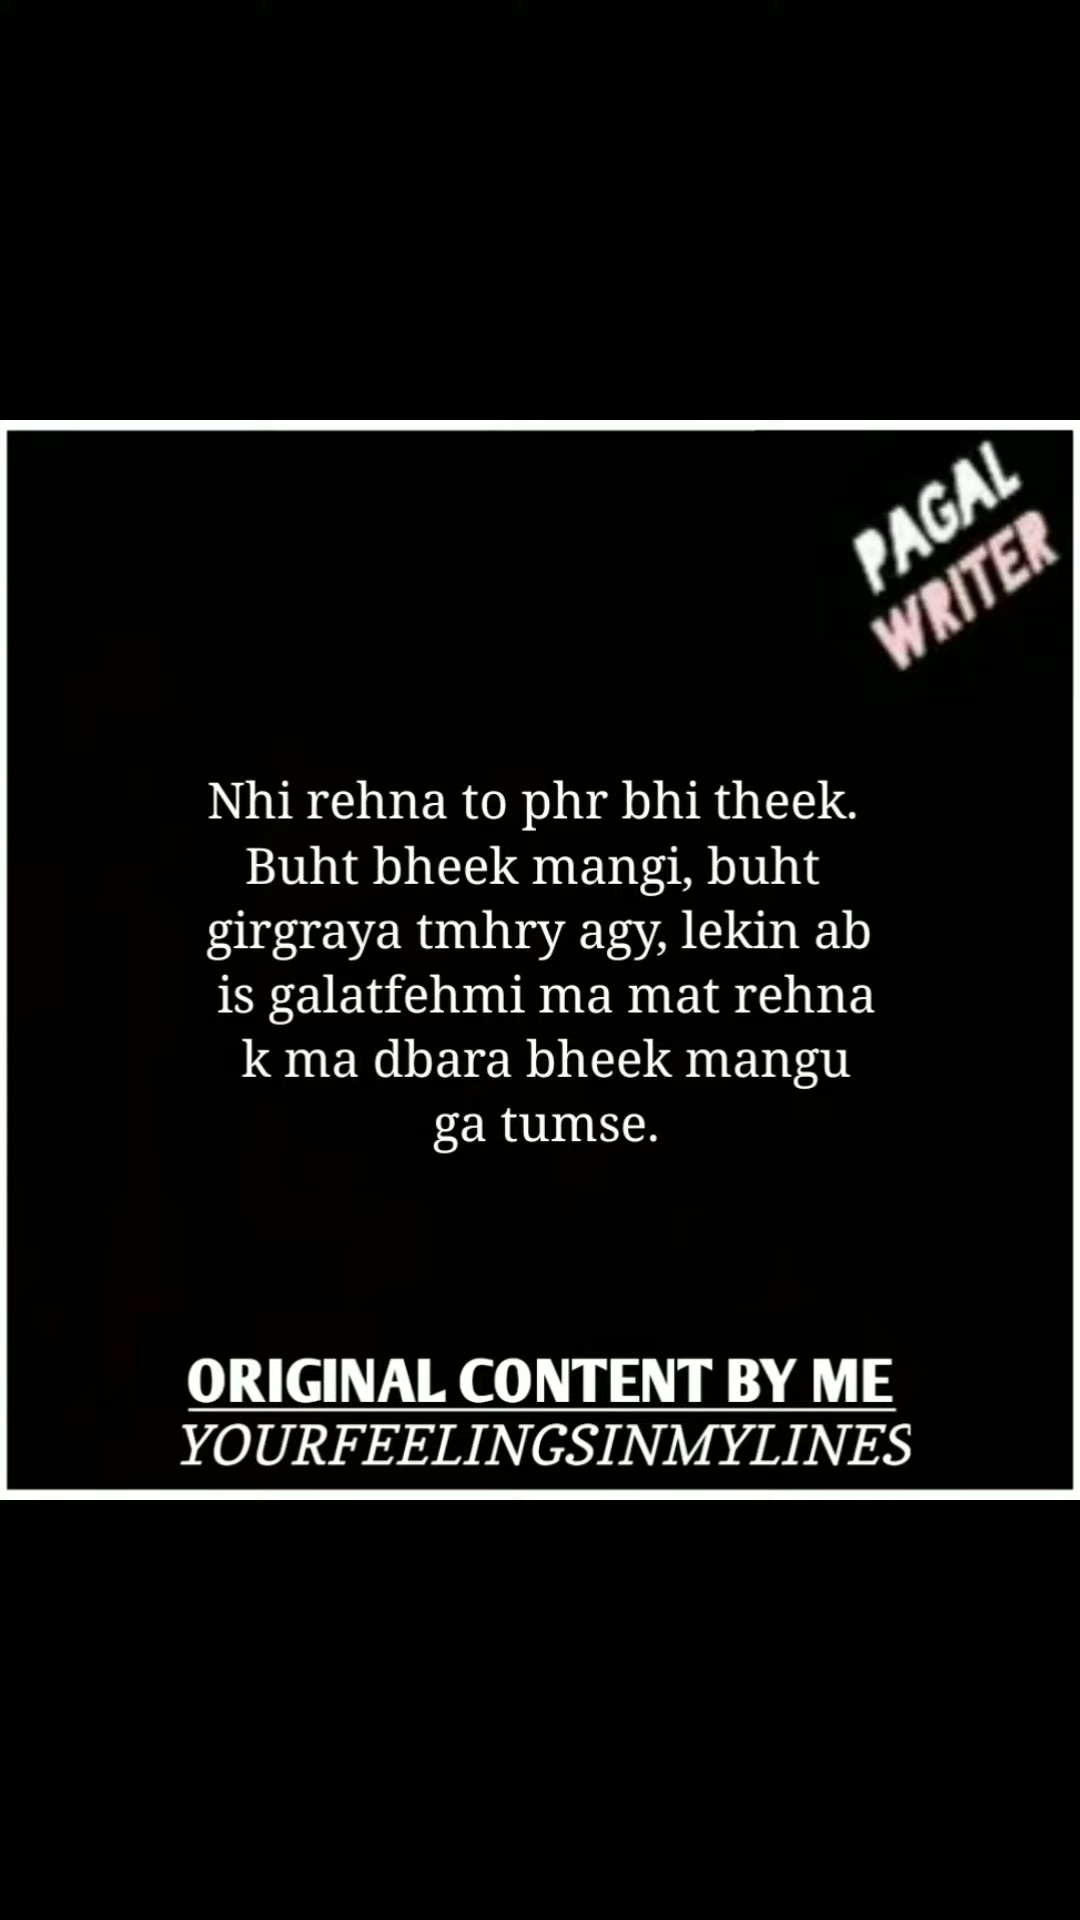 PAGAL
WRITER
Nhi rehna to phr bhi theek.
Buht bheek mangi, buht
girgraya tmhry agy, lekin ab
is galatfehmi ma mat rehna
k ma dbara bheek mangu
ga tumse.
ORIGINAL CONTENT BY ME
YOURFEELINGSINMYLINES